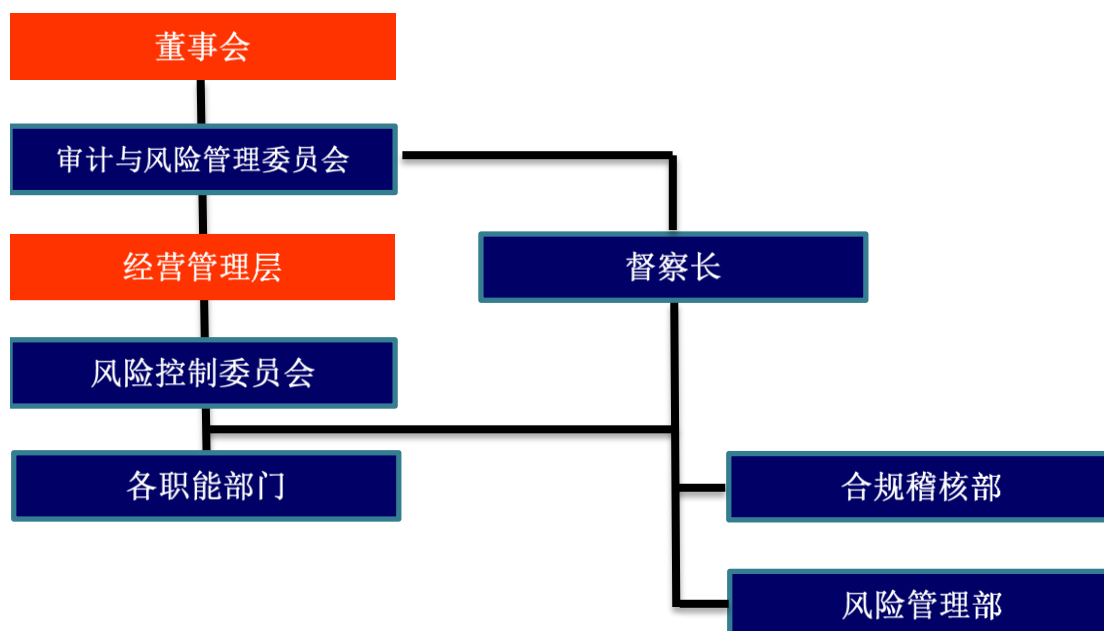 董事会
审计与风险管理委员会
经营管理层
督察长
风险控制委员会
各职能部门
合规稽核部
风险管理部